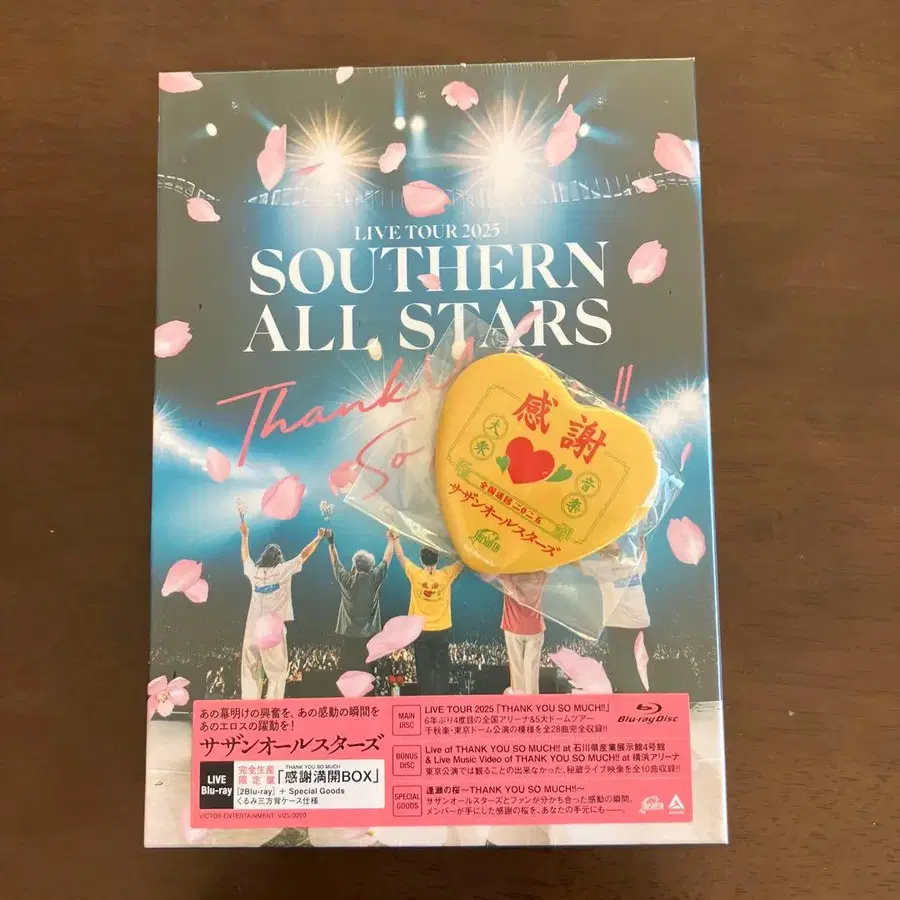 LIVE TOUR 2025
SOUTHERN
ALL STARS
Thank
So
!!
感謝
大衆
音楽
全国巡回二〇二五
サザンオールスターズ
感謝
あの幕明けの興奮を、あの感動の瞬間を
あのエロスの躍動を!
サザンオールスターズ
LIVE
Blu-ray
完全生産
限定盤
THANK YOU SO MUCH
「感謝満開BOX」
[2Blu-ray] + Special Goods
くるみ三方背ケース仕様
VICTOR ENTERTAINMENT
MAIN
DISC
LIVE TOUR 2025「THANK YOU SO MUCH!!」
6年ぶり4度目の全国アリーナ&5大ドームツアー
千秋楽・東京ドーム公演の模様を全28曲完全収録!!
Blu-ray Disc
BONUS
DISC
Live of THANK YOU SO MUCH!! at 石川県産業展示館4号館
& Live Music Video of THANK YOU SO MUCH!! at 横浜アリーナ
東京公演では観ることの出来なかった、秘蔵ライブ映像を全10曲収録!!
SPECIAL
GOODS
逢瀬の桜〜THANK YOU SO MUCH!!〜
サザンオールスターズとファンが分かち合った感動の瞬間。
メンバーが手にした感謝の桜を、あなたの手元にも——。